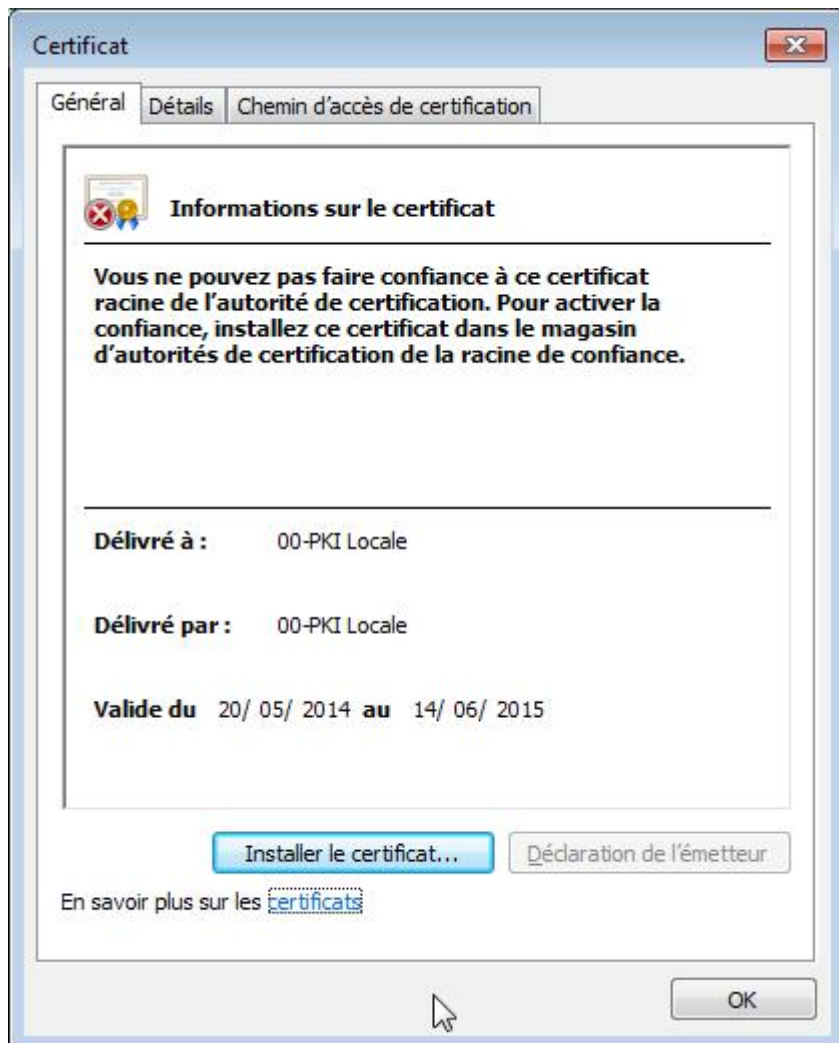 Certificat
Général Détails Chemin d'accès de certification
Informations sur le certificat
Vous ne pouvez pas faire confiance à ce certificat
racine de l'autorité de certification. Pour activer la
confiance, installez ce certificat dans le magasin
d'autorités de certification de la racine de confiance.
Délivré à : 00-PKI Locale
Délivré par : 00-PKI Locale
Valide du 20/ 05/ 2014 au 14/ 06/ 2015
Installer le certificat... Déclaration de l'émetteur
En savoir plus sur les certificats
OK